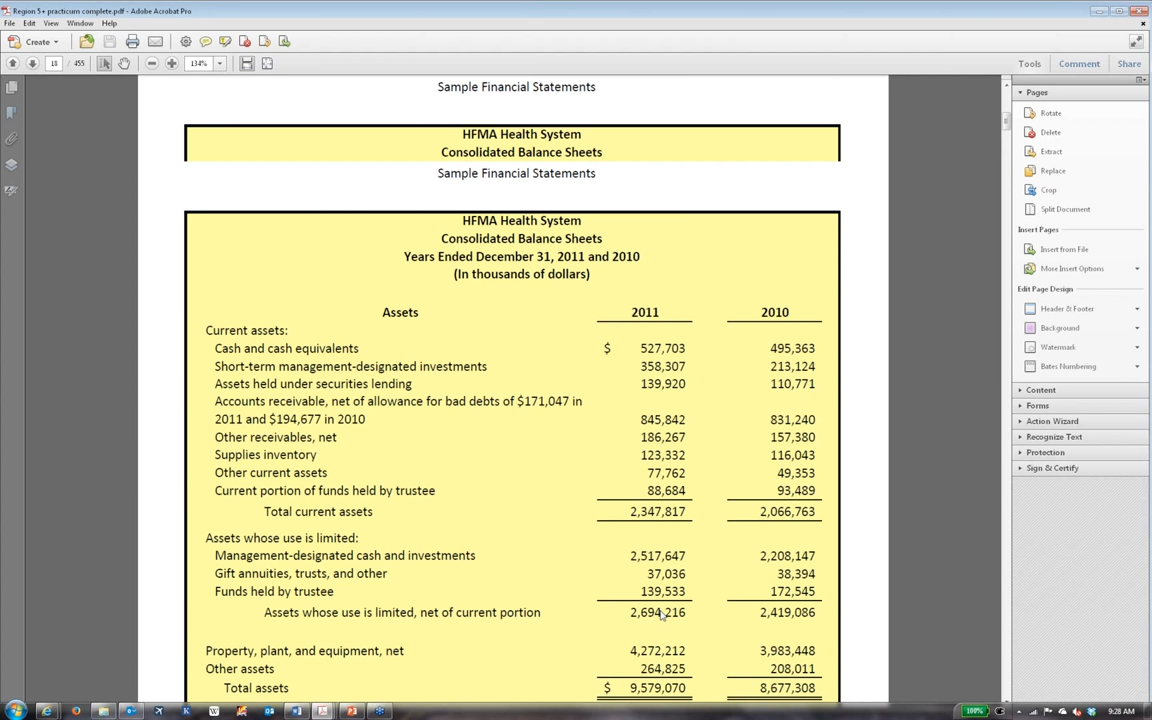 Region 5+ practicum complete.pdf - Adobe Acrobat Pro
File Edit View Window Help
Create
18 / 455 134% Tools Comment Share
Sample Financial Statements
HFMA Health System
Consolidated Balance Sheets
Sample Financial Statements
HFMA Health System
Consolidated Balance Sheets
Years Ended December 31, 2011 and 2010
(In thousands of dollars)
Assets 2011 2010
Current assets:
Cash and cash equivalents $ 527,703 495,363
Short-term management-designated investments 358,307 213,124
Assets held under securities lending 139,920 110,771
Accounts receivable, net of allowance for bad debts of $171,047 in
2011 and $194,677 in 2010 845,842 831,240
Other receivables, net 186,267 157,380
Supplies inventory 123,332 116,043
Other current assets 77,762 49,353
Current portion of funds held by trustee 88,684 93,489
Total current assets 2,347,817 2,066,763
Assets whose use is limited:
Management-designated cash and investments 2,517,647 2,208,147
Gift annuities, trusts, and other 37,036 38,394
Funds held by trustee 139,533 172,545
Assets whose use is limited, net of current portion 2,694,216 2,419,086
Property, plant, and equipment, net 4,272,212 3,983,448
Other assets 264,825 208,011
Total assets $ 9,579,070 8,677,308
Pages
Rotate
Delete
Extract
Replace
Crop
Split Document
Insert Pages
Insert from File
More Insert Options
Edit Page Design
Header & Footer
Background
Watermark
Bates Numbering
Content
Forms
Action Wizard
Recognize Text
Protection
Sign & Certify
100% 9:28 AM